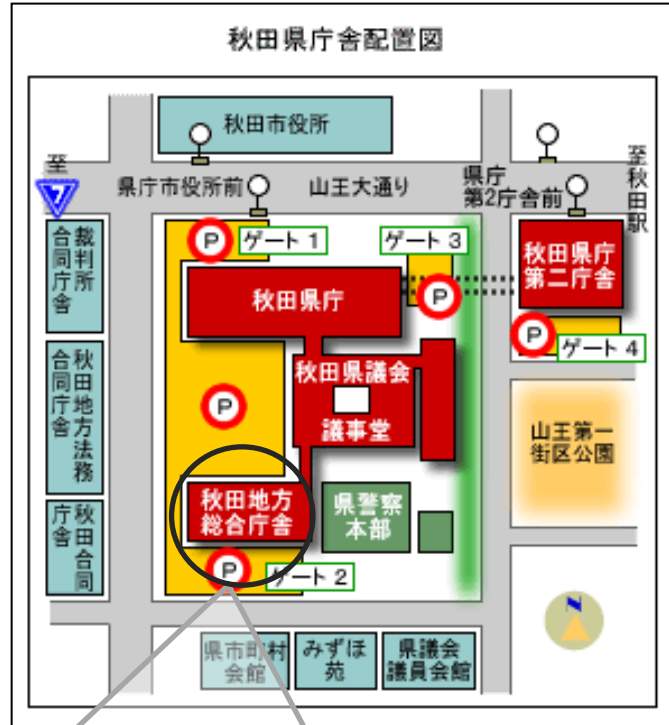 秋田県庁舎配置図
秋田市役所
至
7
県庁市役所前
山王大通り
県庁
第2庁舎前
至秋田駅
裁判所
合同庁舎
P
ゲート 1
ゲート 3
P
秋田県庁
秋田県庁
第二庁舎
P
ゲート 4
秋田地方法務
合同庁舎
P
秋田県議会
議事堂
山王第一
街区公園
秋田合同
庁舎
秋田地方
総合庁舎
県警察
本部
P
ゲート 2
N
県市町村
会館
みずほ
苑
県議会
議員会館